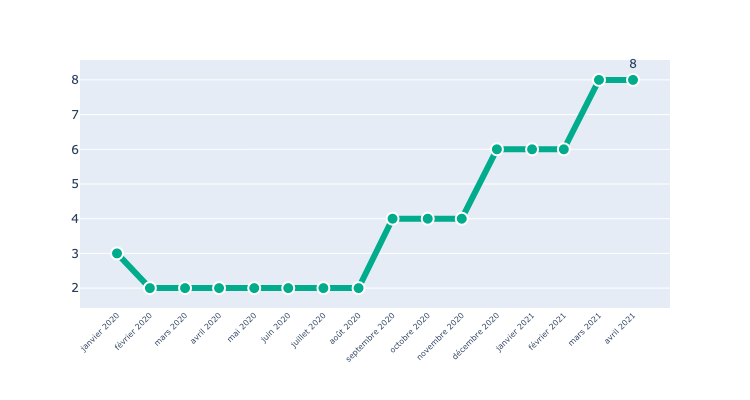 8
8
7
6
5
4
3
2
janvier 2020
février 2020
mars 2020
avril 2020
mai 2020
juin 2020
juillet 2020
août 2020
septembre 2020
octobre 2020
novembre 2020
décembre 2020
janvier 2021
février 2021
mars 2021
avril 2021